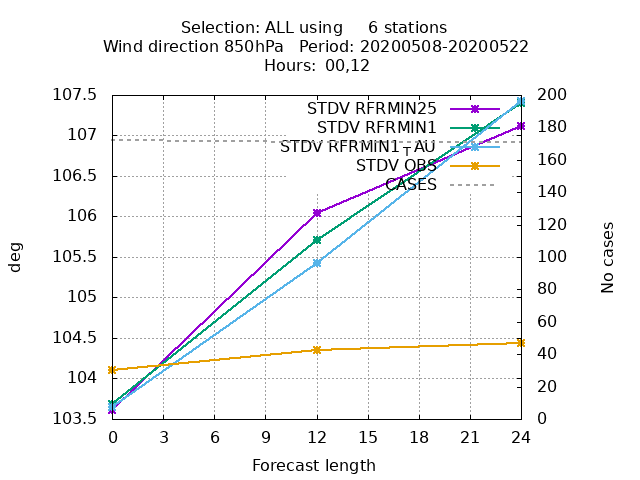 Selection: ALL using     6 stations
Wind direction 850hPa   Period: 20200508-20200522
Hours: 00,12
107.5
107
106.5
106
105.5
105
104.5
104
103.5
200
180
160
140
120
100
80
60
40
20
0
STDV RFRMIN25
STDV RFRMIN1
STDV RFRMIN1_TAU
STDV OBS
CASES
deg
No cases
0 3 6 9 12 15 18 21 24
Forecast length